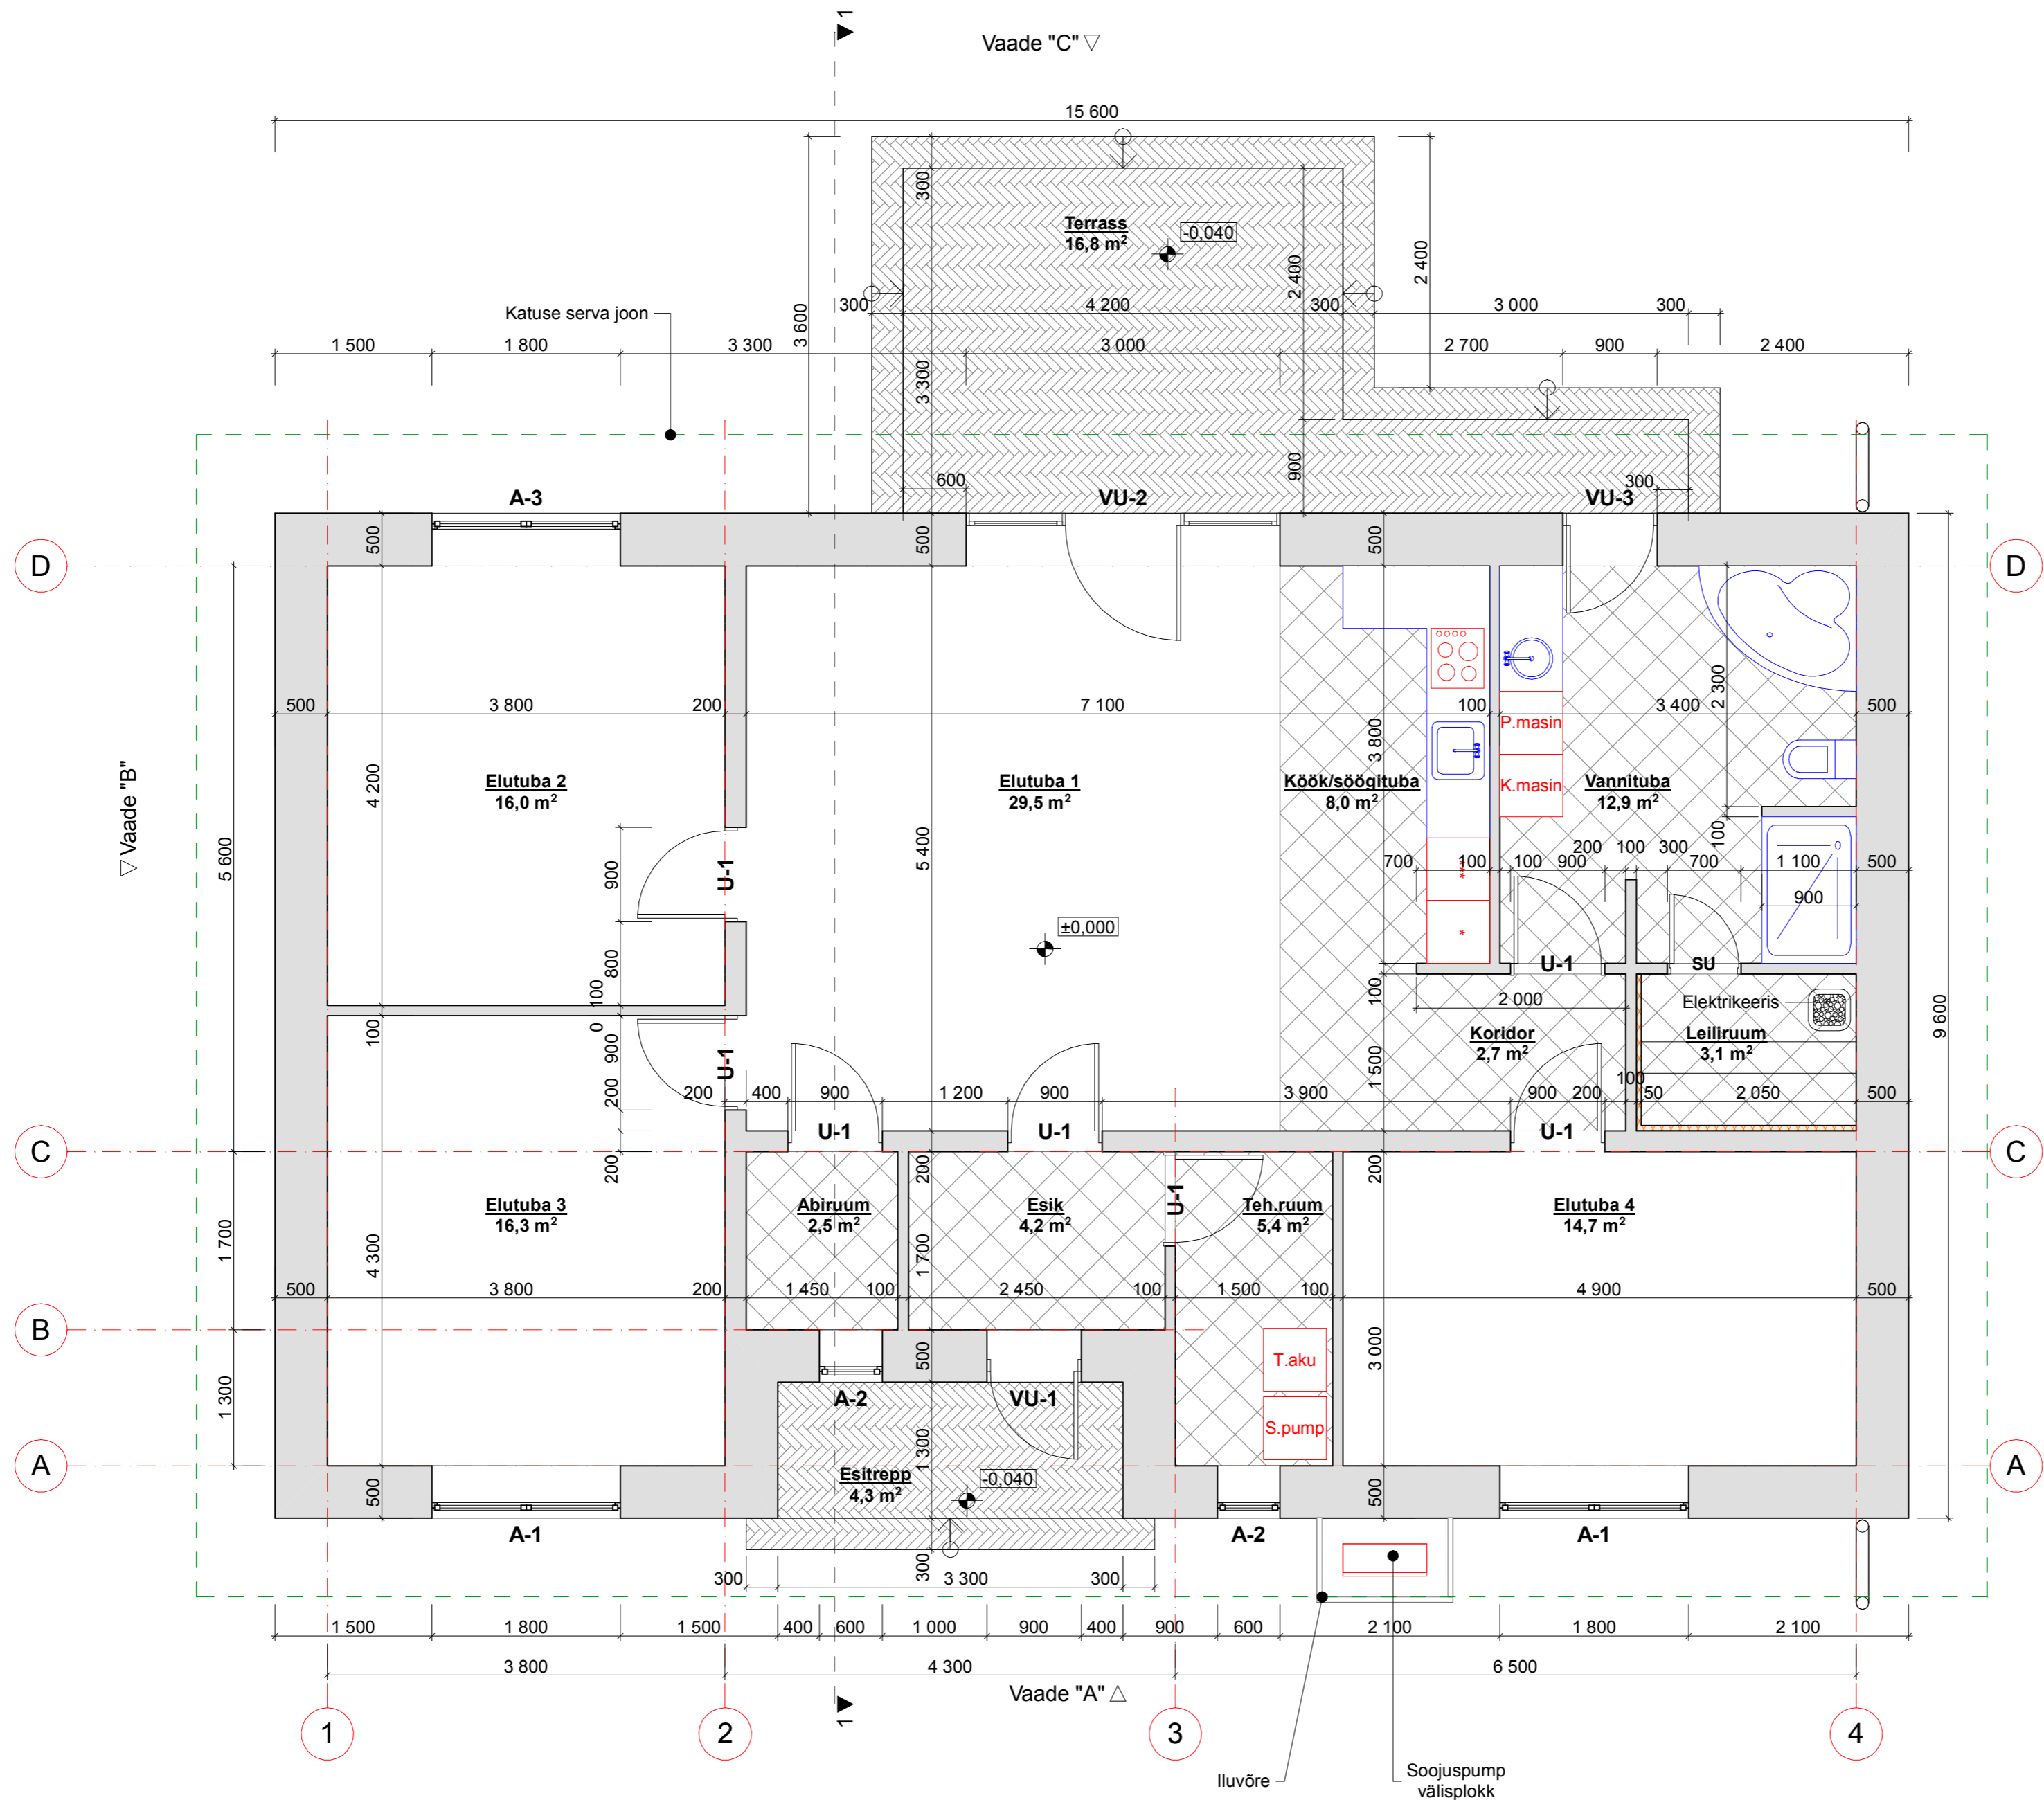 1
Vaade "C"
15 600
300
Terrass
16,8 m²
-0,040
2 400
2 400
3 600
Katuse serva joon
300
4 200
300
3 000
300
1 500
1 800
3 300
3 000
2 700
900
2 400
3 300
900
600
300
A-3
VU-2
VU-3
500
500
500
D
D
500
3 800
200
7 100
100
3 400
500
2 300
P.masin
K.masin
4 200
3 800
Elutuba 2
16,0 m²
Elutuba 1
29,5 m²
Köök/söögituba
8,0 m²
Vannituba
12,9 m²
Vaade "B"
5 600
5 400
100
900
U-1
700
100
***
100
900
200
100
300
700
1 100
500
900
±0,000
*
800
100
U-1
SU
2 000
Elektrikeeris
9 600
100
0
100
900
U-1
Koridor
2,7 m²
Leiliruum
3,1 m²
1 500
200
200
400
900
1 200
900
3 900
900
200
100
50
2 050
500
U-1
U-1
U-1
C
C
200
200
200
U-1
Elutuba 3
16,3 m²
Abiruum
2,5 m²
Esik
4,2 m²
Teh.ruum
5,4 m²
Elutuba 4
14,7 m²
1 700
4 300
1 700
500
3 800
200
1 450
100
2 450
100
1 500
100
4 900
500
B
500
3 000
T.aku
1 300
A-2
VU-1
S.pump
1 300
A
A
Esitrepp
4,3 m²
-0,040
500
500
A-1
A-2
A-1
300
300
3 300
300
1 500
1 800
1 500
400
600
1 000
900
400
900
600
2 100
1 800
2 100
3 800
4 300
6 500
Vaade "A"
1
1
2
3
4
Iluvõre
Soojuspump
välisplokk